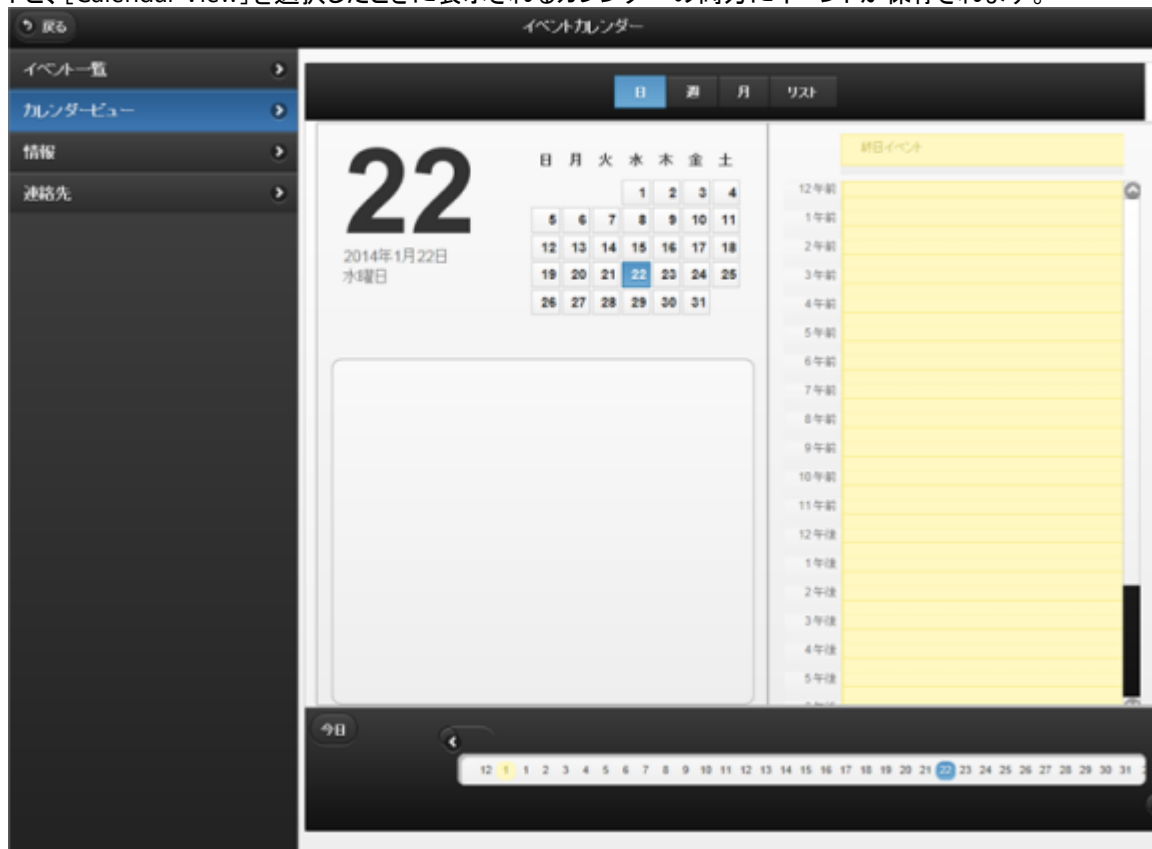 戻る
イベントカレンダー
イベント一覧
カレンダービュー
情報
連絡先
日 週 月 リスト
22
2014年1月22日
水曜日
日 月 火 水 木 金 土
1 2 3 4
5 6 7 8 9 10 11
12 13 14 15 16 17 18
19 20 21 22 23 24 25
26 27 28 29 30 31
終日イベント
12 午前
1 午前
2 午前
3 午前
4 午前
5 午前
6 午前
7 午前
8 午前
9 午前
10 午前
11 午前
12 午後
1 午後
2 午後
3 午後
4 午後
5 午後
今日
12 1 1 2 3 4 5 6 7 8 9 10 11 12 13 14 15 16 17 18 19 20 21 22 23 24 25 26 27 28 29 30 31